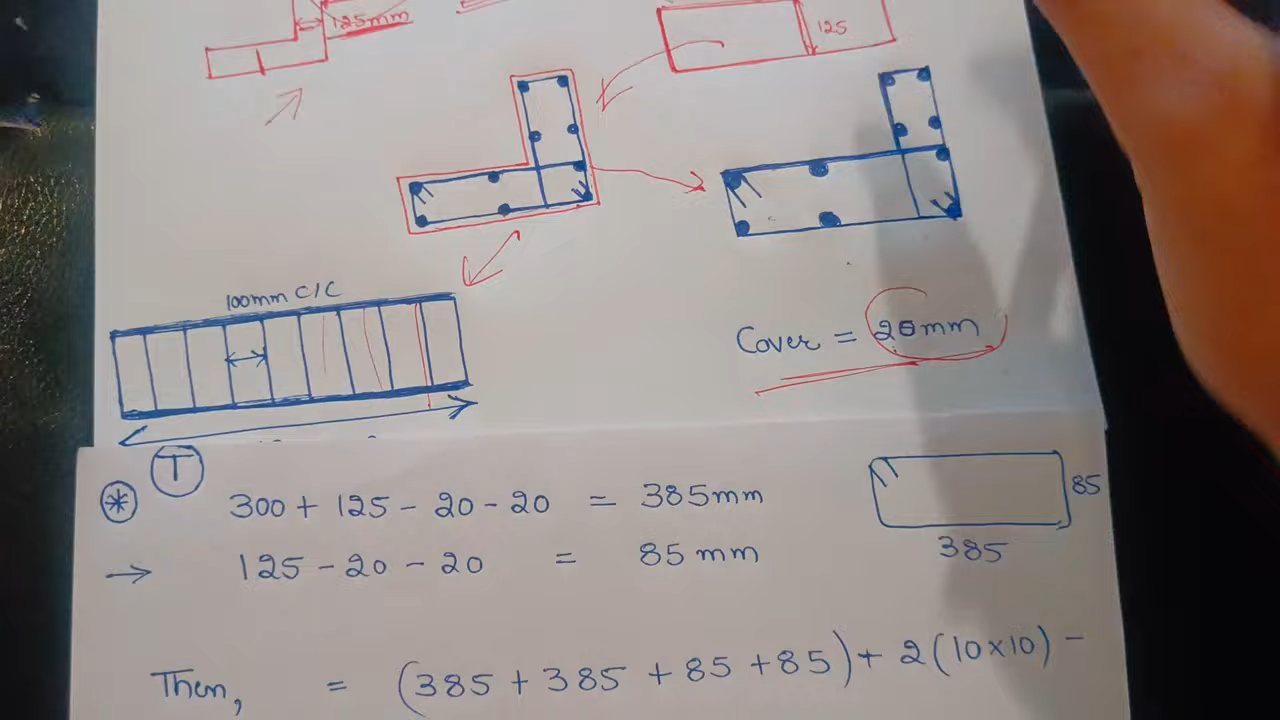 125mm
125
100mm C/C
Cover = 20mm
T
* 300 + 125 - 20 - 20 = 385mm
→ 125 - 20 - 20 = 85 mm
85
385
Then, = (385 + 385 + 85 + 85) + 2(10×10) -